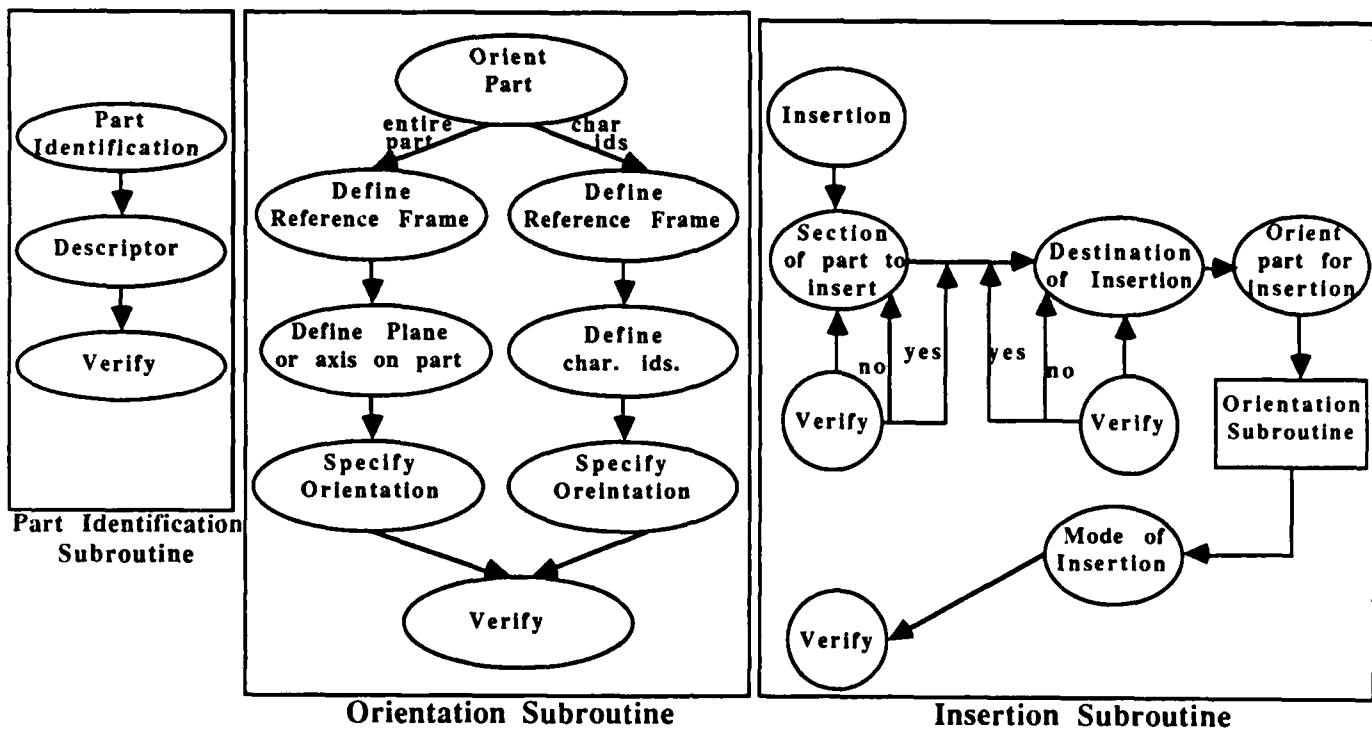 Part
Identification
Descriptor
Verify
Part Identification
Subroutine
Orient
Part
entire
part
char
ids
Define
Reference Frame
Define
Reference Frame
Define Plane
or axis on part
Define
char. ids.
Specify
Orientation
Specify
Oreintation
Verify
Orientation Subroutine
Insertion
Section
of part to
insert
Destination
of Insertion
Orient
part for
insertion
no
yes
yes
no
Verify
Verify
Orientation
Subroutine
Mode of
Insertion
Verify
Insertion Subroutine